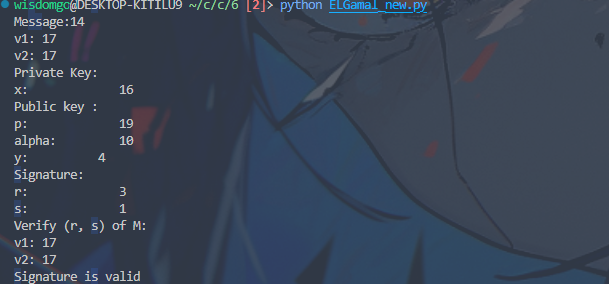 wisdomgo@DESKTOP-KITILU9 ~/c/c/6 [2]> python ELGamal_new.py
Message:14
v1: 17
v2: 17
Private Key:
x: 16
Public key :
p: 19
alpha: 10
y: 4
Signature:
r: 3
s: 1
Verify (r, s) of M:
v1: 17
v2: 17
Signature is valid